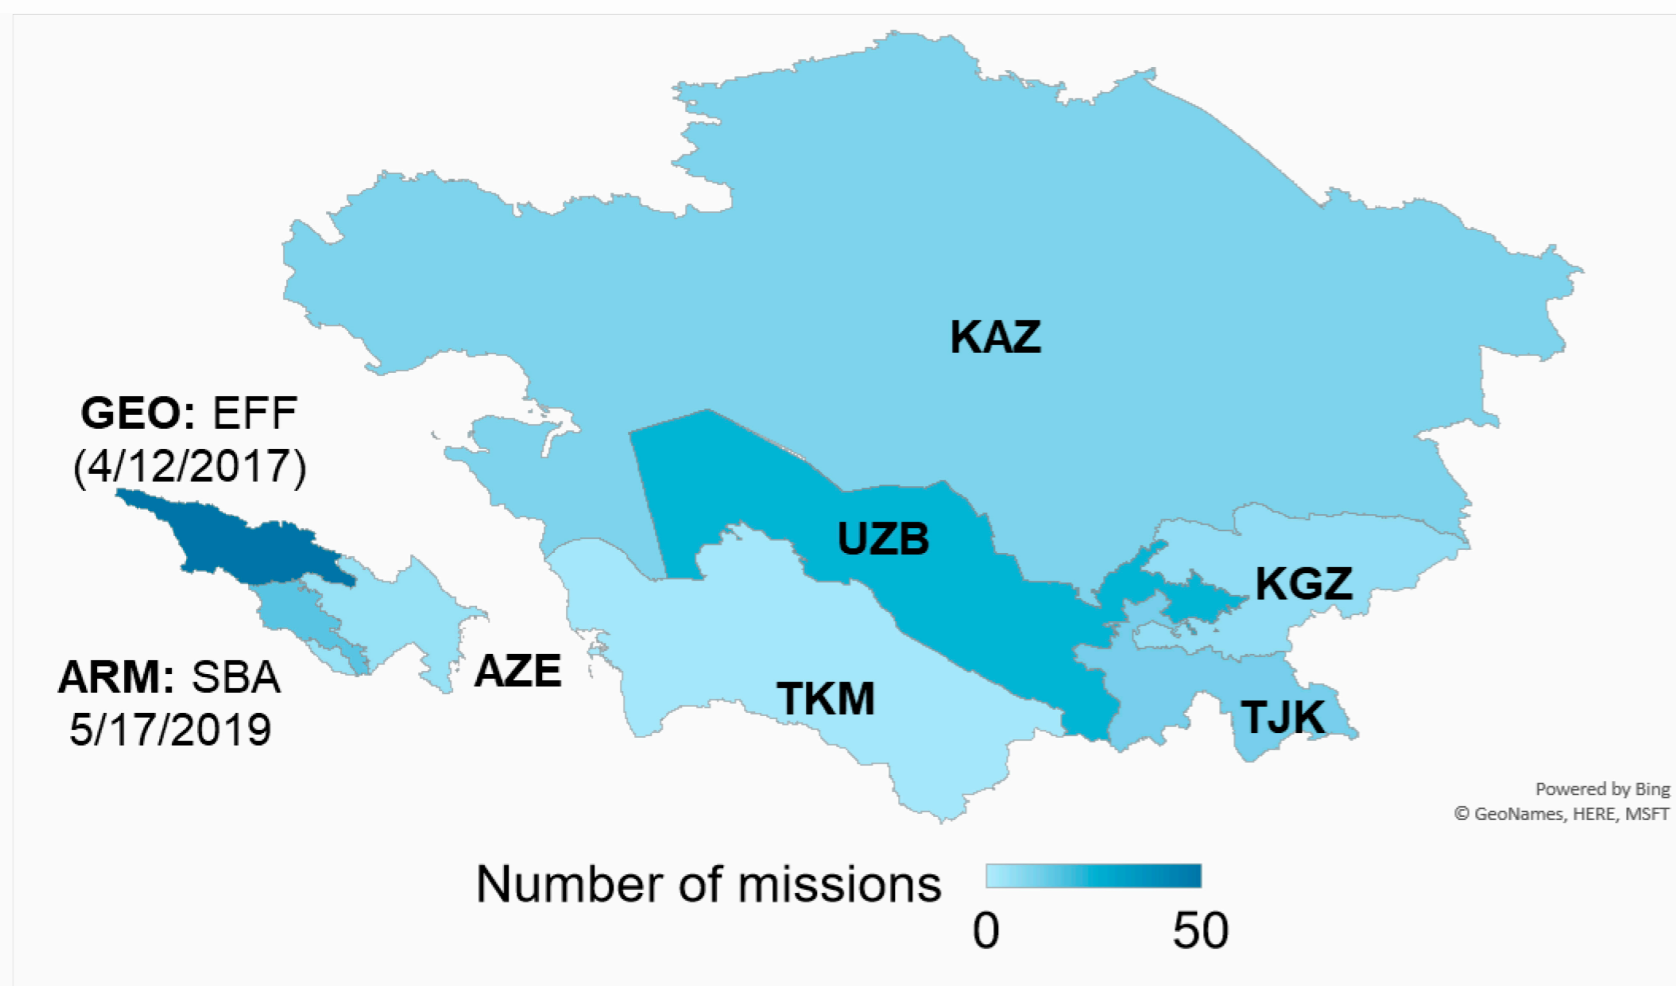 KAZ
GEO: EFF
(4/12/2017)
UZB
KGZ
ARM: SBA
5/17/2019
AZE
TKM
TJK
Powered by Bing
© GeoNames, HERE, MSFT
Number of missions
0
50